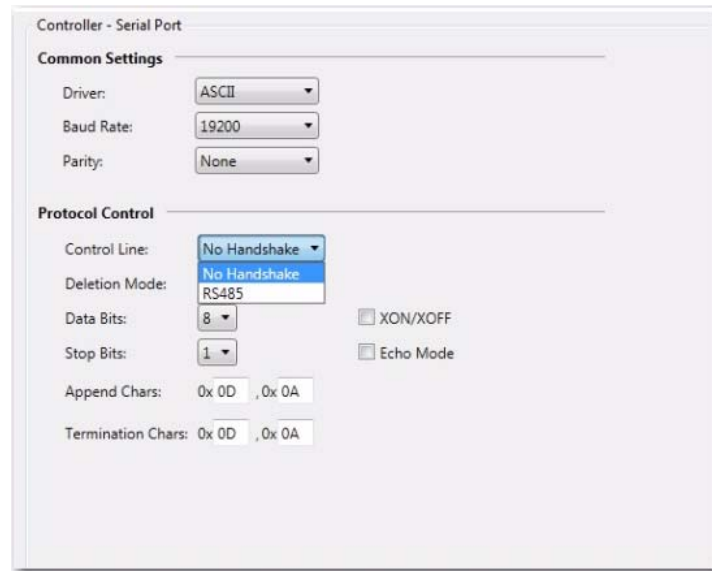 Controller - Serial Port
Common Settings
Driver: ASCII
Baud Rate: 19200
Parity: None
Protocol Control
Control Line: No Handshake
No Handshake
Deletion Mode:
RS485
Data Bits: 8 XON/XOFF
Stop Bits: 1 Echo Mode
Append Chars: 0x 0D , 0x 0A
Termination Chars: 0x 0D , 0x 0A